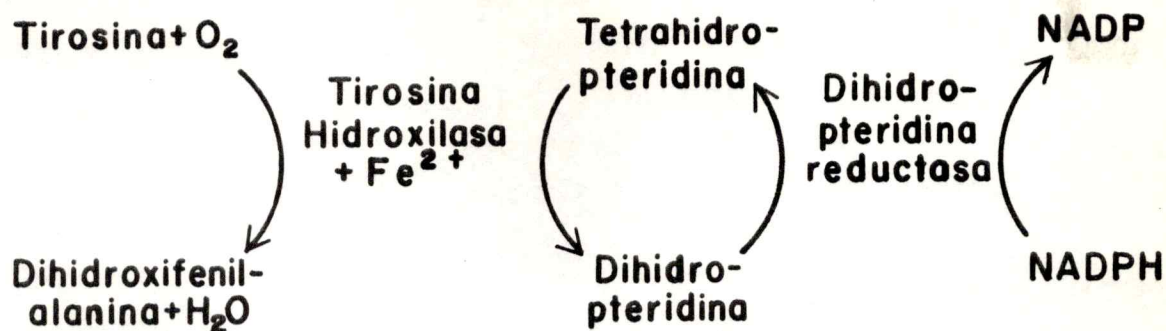 Tirosina + O₂
Dihidroxifenil-
alanina + H₂O
Tirosina
Hidroxilasa
+ Fe²⁺
Tetrahidro-
pteridina
Dihidro-
pteridina
Dihidro-
pteridina
reductasa
NADP
NADPH